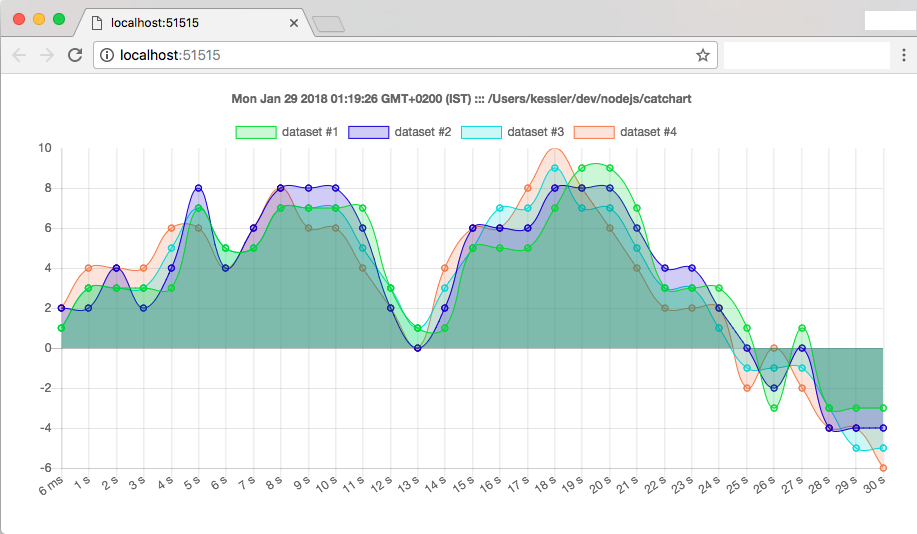 localhost:51515
localhost:51515
Mon Jan 29 2018 01:19:26 GMT+0200 (IST) ::: /Users/kessler/dev/nodejs/catchart
dataset #1 dataset #2 dataset #3 dataset #4
10
8
6
4
2
0
-2
-4
-6
6 ms 1 s 2 s 3 s 4 s 5 s 6 s 7 s 8 s 9 s 10 s 11 s 12 s 13 s 14 s 15 s 16 s 17 s 18 s 19 s 20 s 21 s 22 s 23 s 24 s 25 s 26 s 27 s 28 s 29 s 30 s